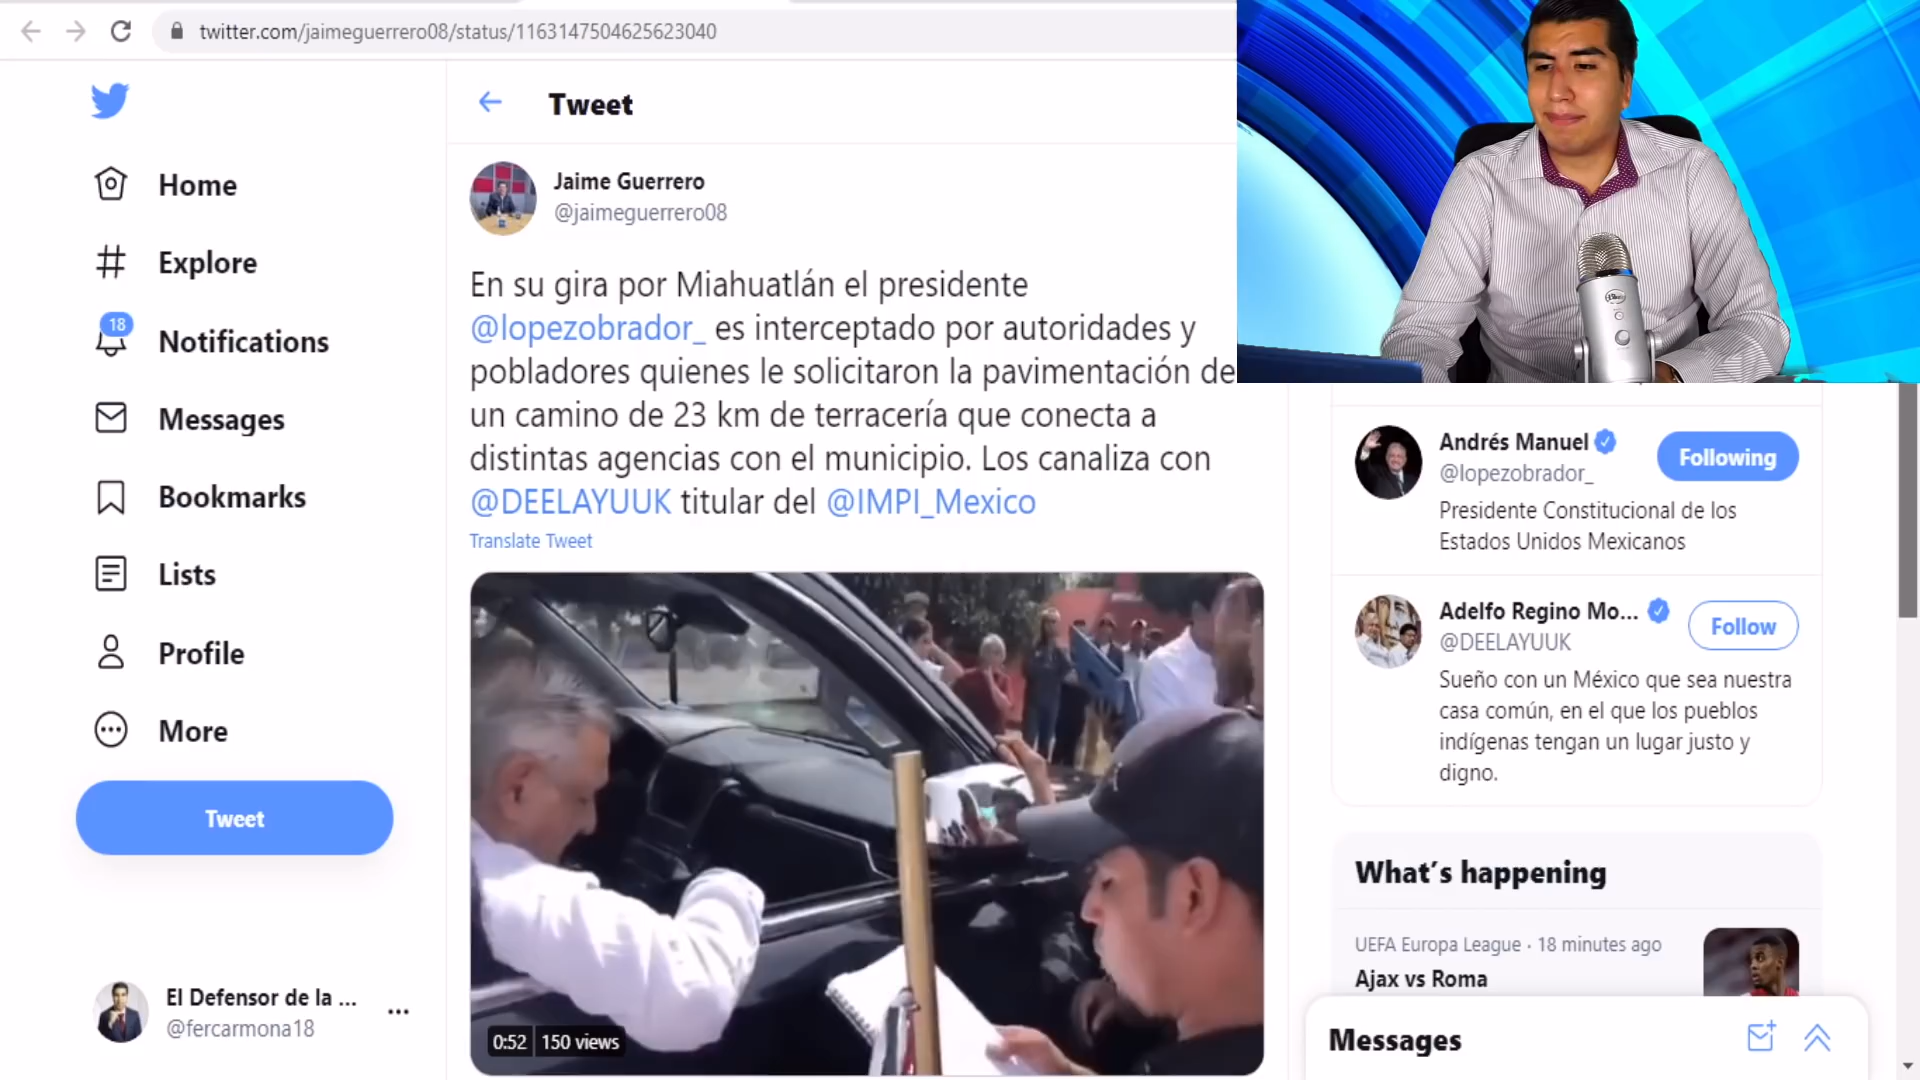 twitter.com/jaimeguerrero08/status/1163147504625623040
Home
Explore
18
Notifications
Messages
Bookmarks
Lists
Profile
More
Tweet
El Defensor de la ...
@fercarmona18
Tweet
Jaime Guerrero
@jaimeguerrero08
En su gira por Miahuatlán el presidente
@lopezobrador_ es interceptado por autoridades y
pobladores quienes le solicitaron la pavimentación de
un camino de 23 km de terracería que conecta a
distintas agencias con el municipio. Los canaliza con
@DEELAYUUK titular del @IMPI_Mexico
Translate Tweet
0:52 150 views
Andrés Manuel
@lopezobrador_
Following
Presidente Constitucional de los
Estados Unidos Mexicanos
Adelfo Regino Mo...
@DEELAYUUK
Follow
Sueño con un México que sea nuestra
casa común, en el que los pueblos
indígenas tengan un lugar justo y
digno.
What's happening
UEFA Europa League · 18 minutes ago
Ajax vs Roma
Messages